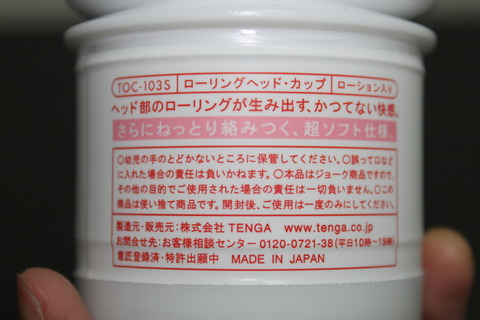 TOC-103S ローリングヘッド・カップ ローション入り
ヘッド部のローリングが生み出す、かつてない快感。
さらにねっとり絡みつく、超ソフト仕様。
○幼児の手のとどかないところに保管してください。○誤って口など
に入れた場合の責任は負いかねます。○本品はジョーク商品ですので、
その他の目的でご使用された場合の責任は一切負いません。○この
商品は使い捨て商品です。開封後、ご使用は一度のみにしてください。
製造元・販売元：株式会社 TENGA www.tenga.co.jp
お問合せ先：お客様相談センター 0120-0721-38（平日10時～19時）
意匠登録済・特許出願中 MADE IN JAPAN